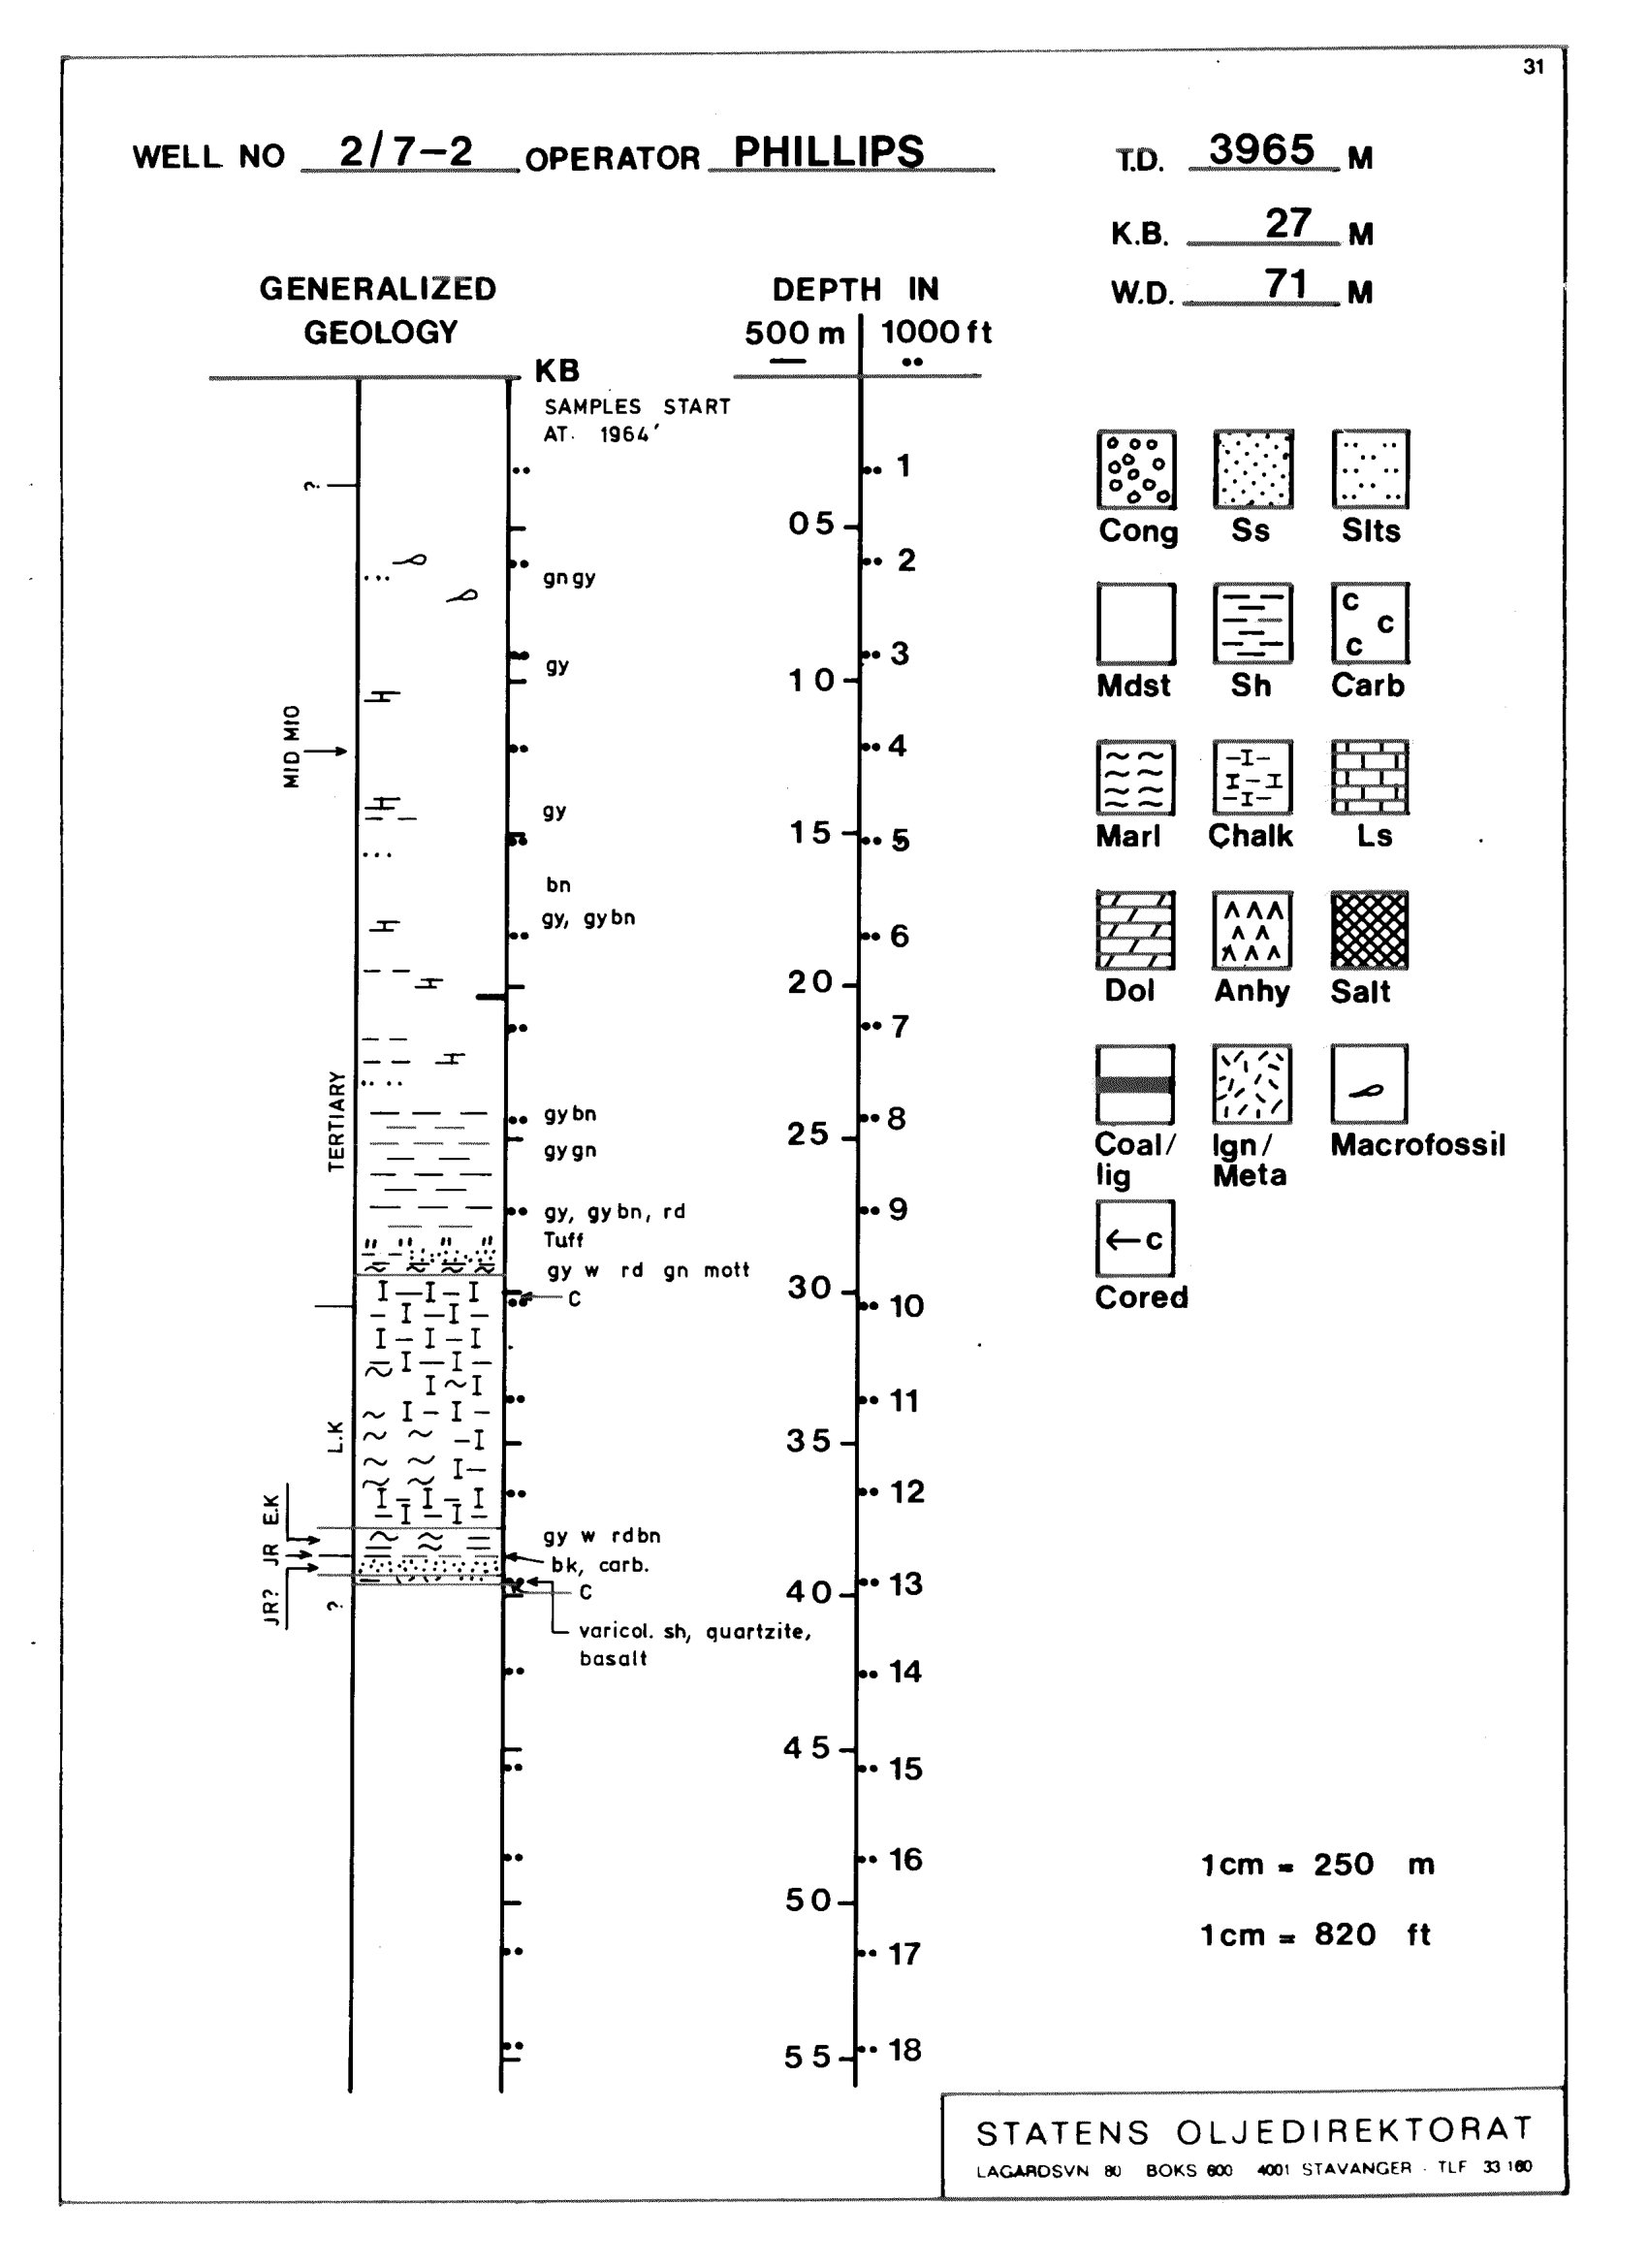 31
WELL NO 2/7-2 OPERATOR PHILLIPS T.D. 3965 M
K.B. 27 M
W.D. 71 M
GENERALIZED
GEOLOGY
DEPTH IN
500 m 1000 ft
KB
SAMPLES START
AT. 1964'
1
?
05
2
gn gy
3
gy
10
MID MIO
4
gy
15
5
bn
gy, gy bn
6
20
7
TERTIARY
gy bn
8
25
gy gn
gy, gy bn, rd
9
Tuff
gy w rd gn mott
30
C
10
11
L.K
35
12
E.K
gy w rd bn
JR
bk, carb.
13
C
40
JR?
?
varicol. sh, quartzite,
basalt
14
45
15
16
50
17
18
55
Cong Ss Slts
C
C
C
Mdst Sh Carb
Marl Chalk Ls
Dol Anhy Salt
Coal/
lig
Ign/
Meta
Macrofossil
←C
Cored
1cm = 250 m
1cm = 820 ft
STATENS OLJEDIREKTORAT
LAGARDSVN 80 BOKS 600 4001 STAVANGER - TLF 33 160